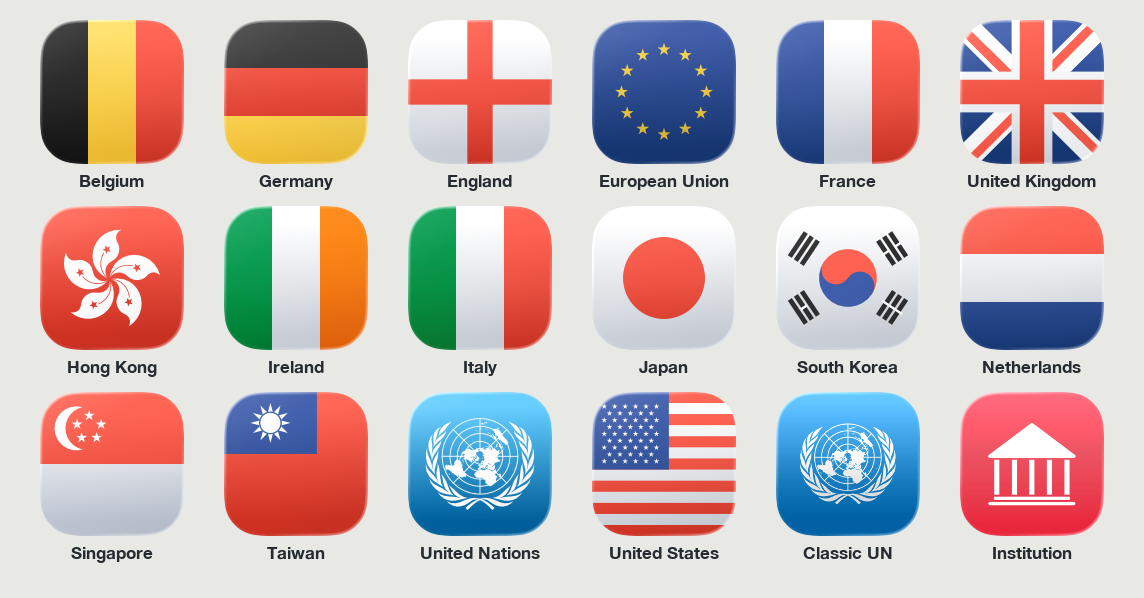 Belgium
Germany
England
European Union
France
United Kingdom
Hong Kong
Ireland
Italy
Japan
South Korea
Netherlands
Singapore
Taiwan
United Nations
United States
Classic UN
Institution